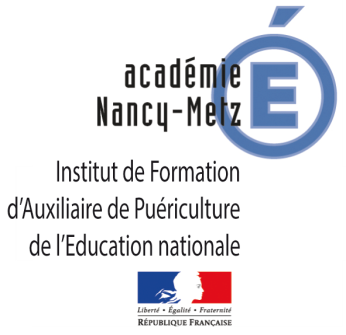 académie
Nancy-Metz
É
Institut de Formation
d'Auxiliaire de Puériculture
de l'Education nationale
Liberté • Égalité • Fraternité
RÉPUBLIQUE FRANÇAISE